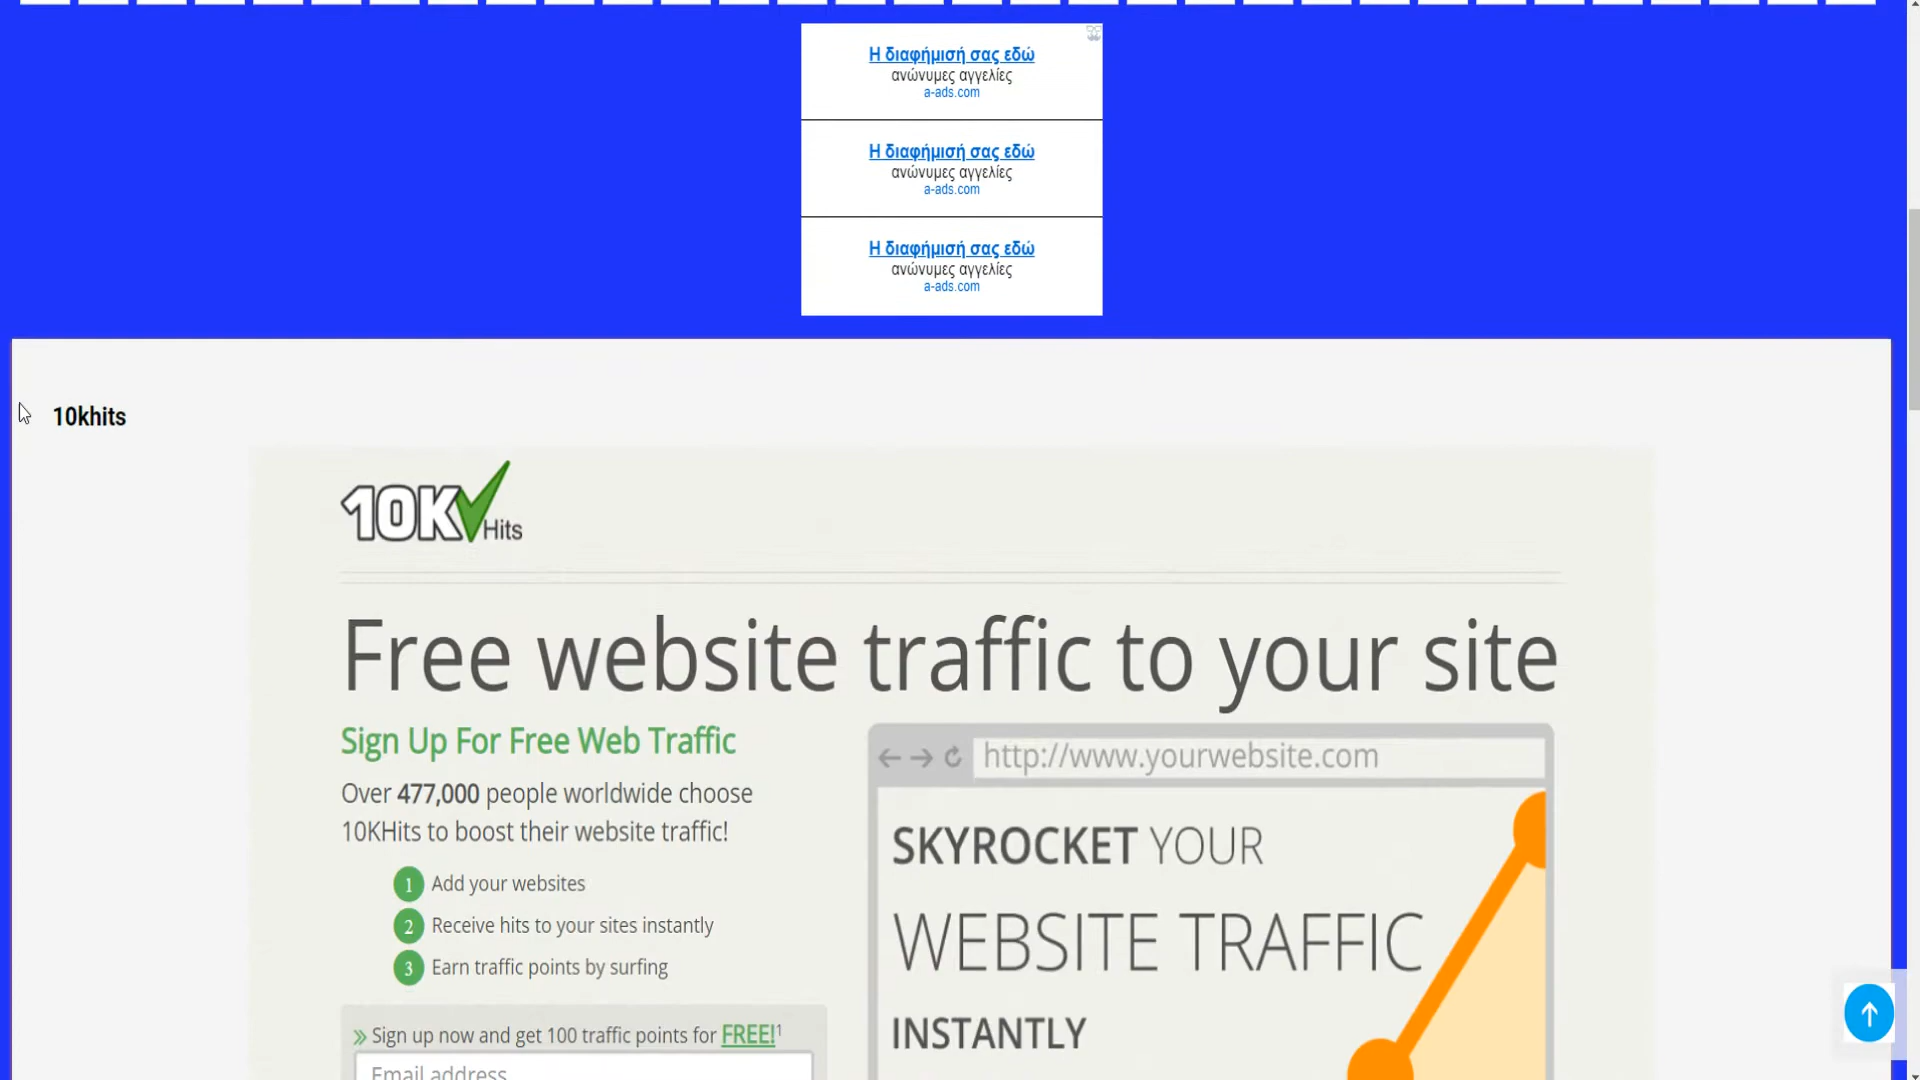 Η διαφήμισή σας εδώ
ανώνυμες αγγελίες
a-ads.com
Η διαφήμισή σας εδώ
ανώνυμες αγγελίες
a-ads.com
Η διαφήμισή σας εδώ
ανώνυμες αγγελίες
a-ads.com
10khits
10K Hits
Free website traffic to your site
Sign Up For Free Web Traffic
Over 477,000 people worldwide choose
10KHits to boost their website traffic!
1 Add your websites
2 Receive hits to your sites instantly
3 Earn traffic points by surfing
» Sign up now and get 100 traffic points for FREE!¹
Email address
http://www.yourwebsite.com
SKYROCKET YOUR
WEBSITE TRAFFIC
INSTANTLY